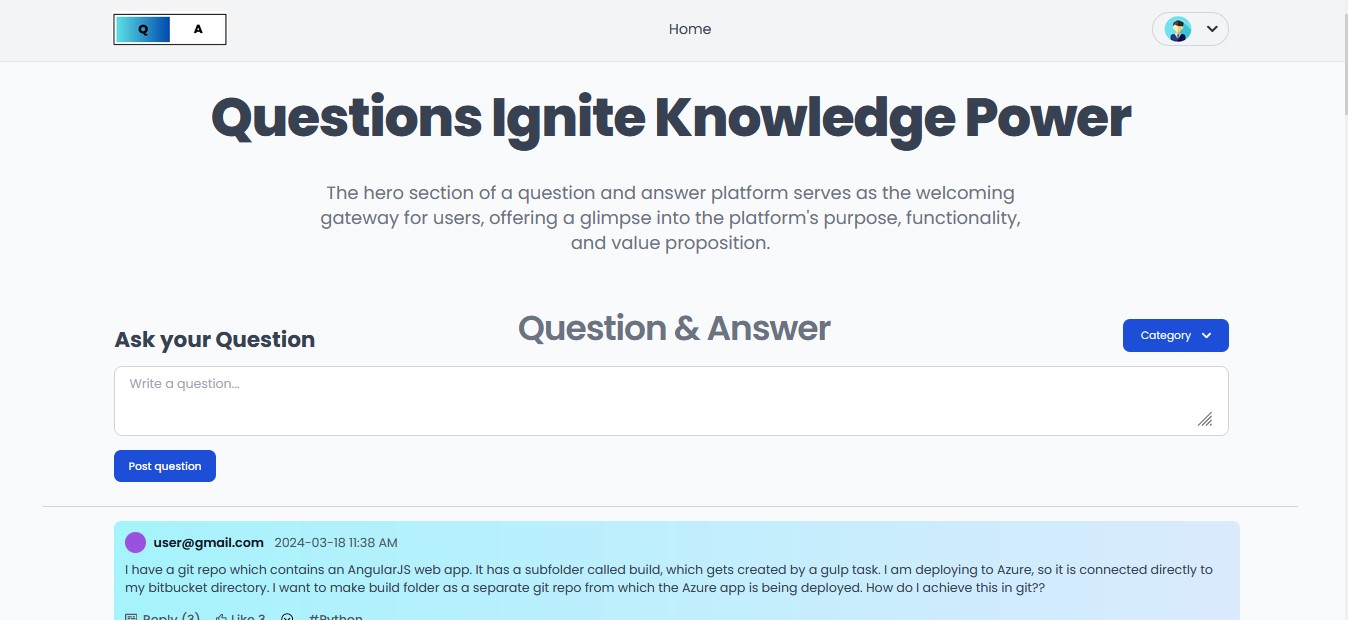 Q A
Home
Questions Ignite Knowledge Power
The hero section of a question and answer platform serves as the welcoming
gateway for users, offering a glimpse into the platform's purpose, functionality,
and value proposition.
Ask your Question
Question & Answer
Category
Write a question...
Post question
user@gmail.com 2024-03-18 11:38 AM
I have a git repo which contains an AngularJS web app. It has a subfolder called build, which gets created by a gulp task. I am deploying to Azure, so it is connected directly to
my bitbucket directory. I want to make build folder as a separate git repo from which the Azure app is being deployed. How do I achieve this in git??
Reply (3) Like 3 #Python